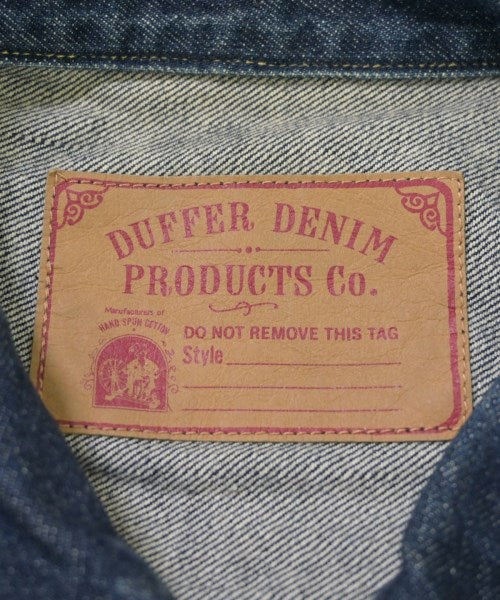 DUFFER DENIM
PRODUCTS Co.
Manufacturers of
HAND SPUN COTTON
DO NOT REMOVE THIS TAG
Style